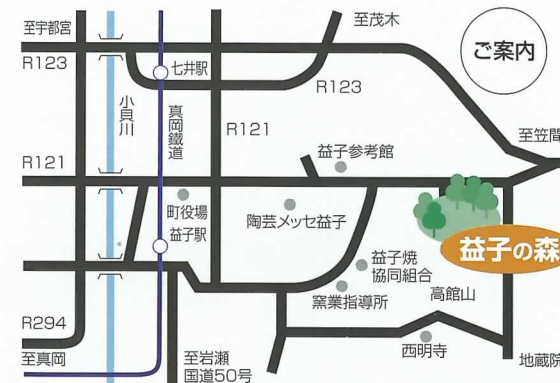 至宇都宮
至茂木
ご案内
R123
七井駅
R123
小貝川
真岡鐵道
R121
至笠間
R121
益子参考館
町役場
陶芸メッセ益子
益子駅
益子の森
益子焼
協同組合
高館山
窯業指導所
R294
至真岡
至岩瀬
国道50号
西明寺
地蔵院